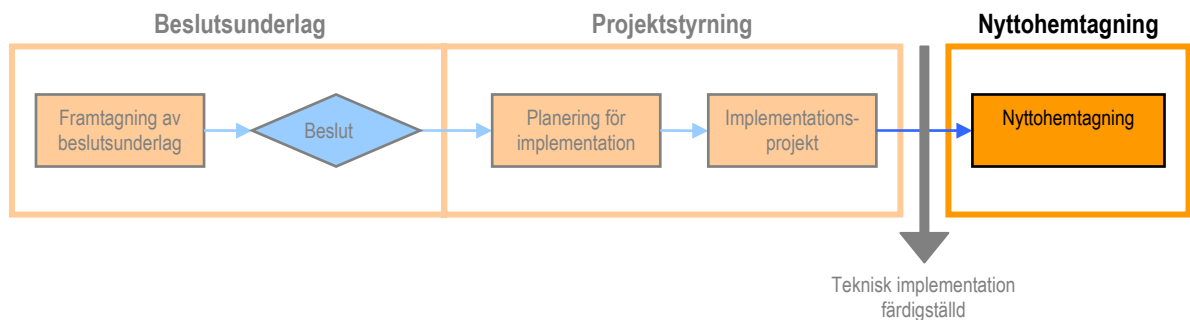 Beslutsunderlag
Projektstyrning
Nyttohemtagning
Framtagning av
beslutsunderlag
Beslut
Planering för
implementation
Implementations-
projekt
Nyttohemtagning
Teknisk implementation
färdigställd